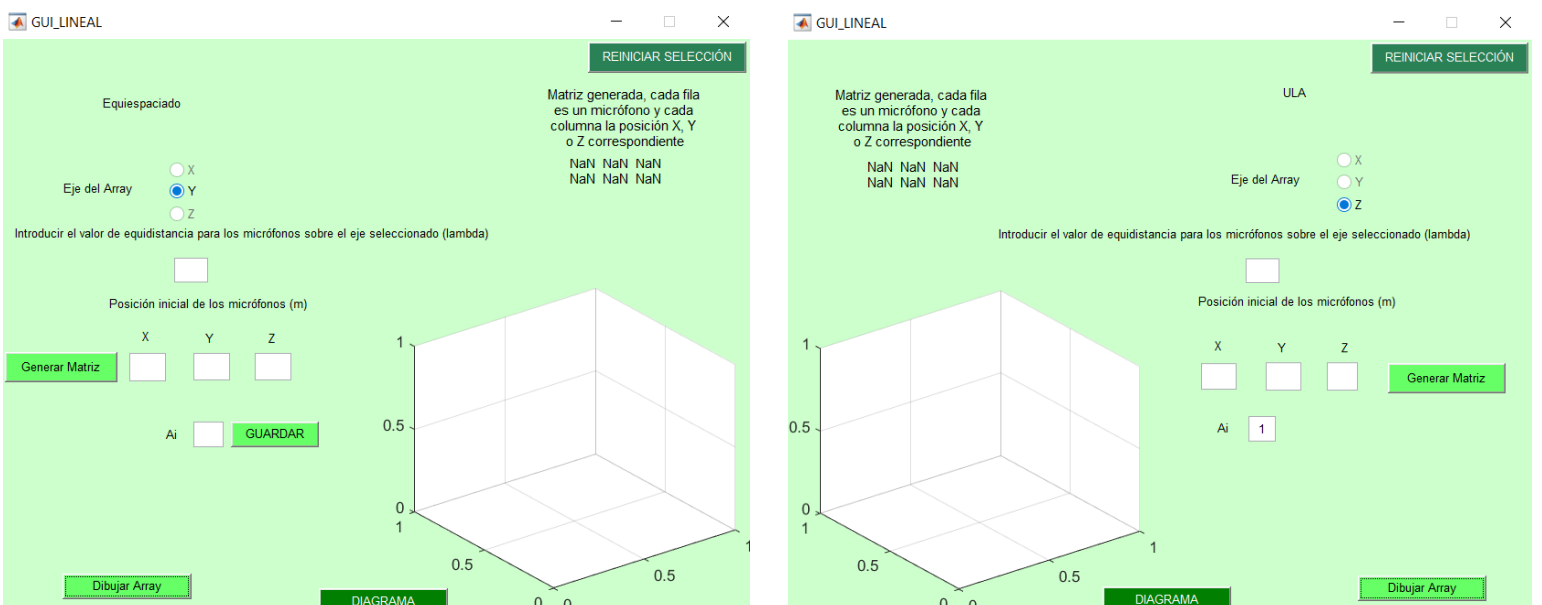 GUI_LINEAL
REINICIAR SELECCIÓN
Equiespaciado
Matriz generada, cada fila
es un micrófono y cada
columna la posición X, Y
o Z correspondiente
NaN NaN NaN
NaN NaN NaN
X
Eje del Array
Y
Z
Introducir el valor de equidistancia para los micrófonos sobre el eje seleccionado (lambda)
Posición inicial de los micrófonos (m)
X Y Z
Generar Matriz
Ai
GUARDAR
1
0.5
0
1
0.5
0
0
0.5
1
Dibujar Array
DIAGRAMA
GUI_LINEAL
REINICIAR SELECCIÓN
Matriz generada, cada fila
es un micrófono y cada
columna la posición X, Y
o Z correspondiente
NaN NaN NaN
NaN NaN NaN
ULA
X
Eje del Array
Y
Z
Introducir el valor de equidistancia para los micrófonos sobre el eje seleccionado (lambda)
Posición inicial de los micrófonos (m)
X Y Z
Generar Matriz
Ai 1
1
0.5
0
1
0.5
0
0
0.5
1
Dibujar Array
DIAGRAMA